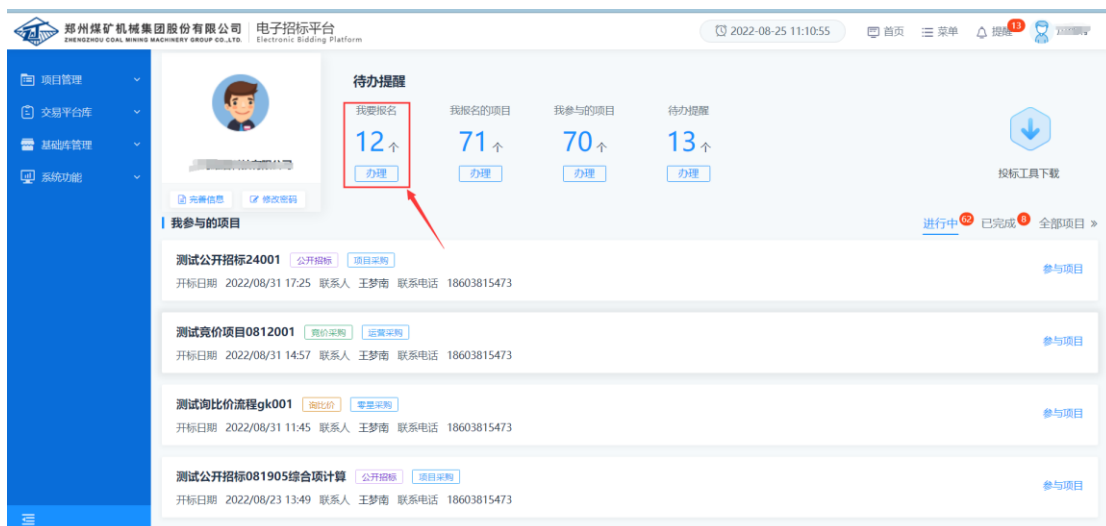 郑州煤矿机械集团股份有限公司
ZHENGZHOU COAL MINING MACHINERY GROUP CO.,LTD.
电子招标平台
Electronic Bidding Platform
2022-08-25 11:10:55
首页
菜单
提醒 13
项目管理
交易平台库
基础库管理
系统功能
完善信息 修改密码
待办提醒
我要报名 我报名的项目 我参与的项目 待办提醒
12 个 71 个 70 个 13 个
办理 办理 办理 办理
投标工具下载
我参与的项目
进行中 62 已完成 8 全部项目 »
测试公开招标24001 公开招标 项目采购
开标日期 2022/08/31 17:25 联系人 王梦南 联系电话 18603815473
参与项目
测试竞价项目0812001 竞价采购 运营采购
开标日期 2022/08/31 14:57 联系人 王梦南 联系电话 18603815473
参与项目
测试询比价流程gk001 询比价 零星采购
开标日期 2022/08/31 11:45 联系人 王梦南 联系电话 18603815473
参与项目
测试公开招标081905综合项计算 公开招标 项目采购
开标日期 2022/08/23 13:49 联系人 王梦南 联系电话 18603815473
参与项目